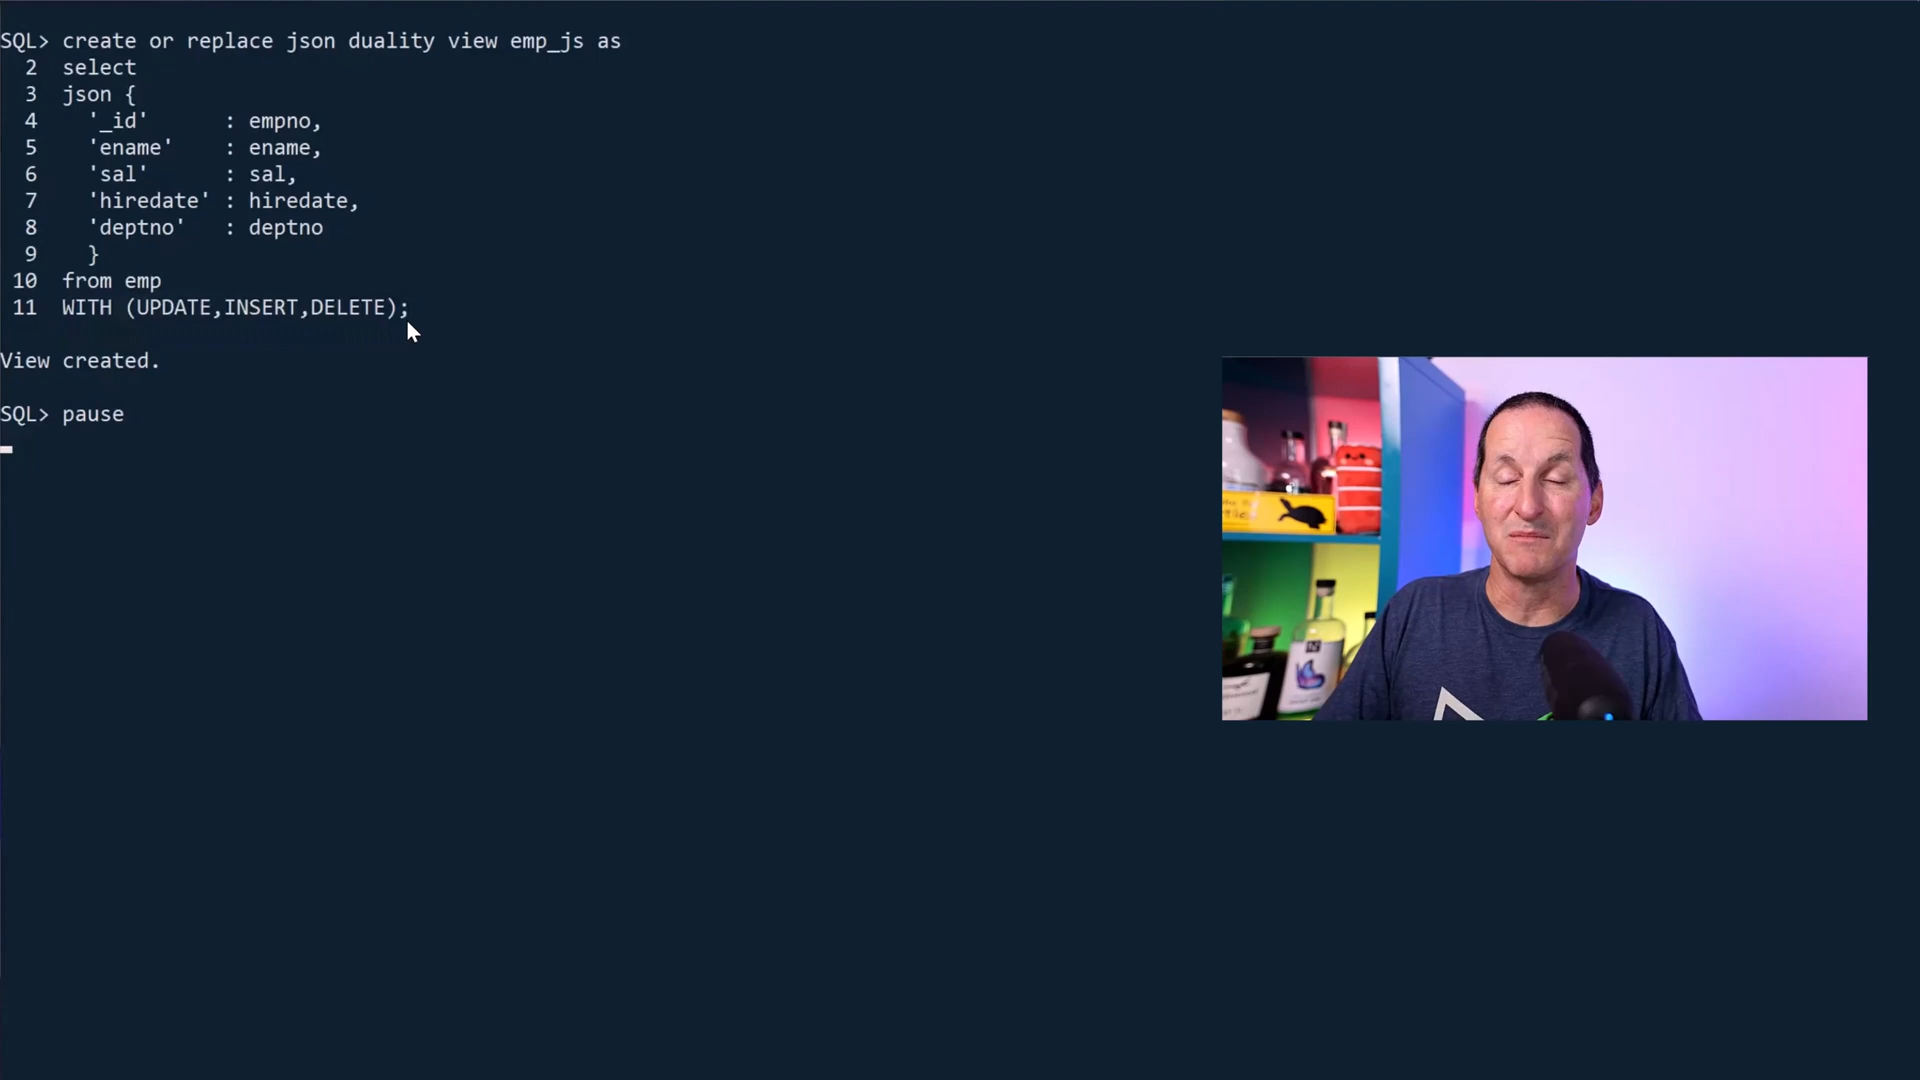 SQL> create or replace json duality view emp_js as
2 select
3 json {
4 '_id' : empno,
5 'ename' : ename,
6 'sal' : sal,
7 'hiredate' : hiredate,
8 'deptno' : deptno
9 }
10 from emp
11 WITH (UPDATE,INSERT,DELETE);
View created.
SQL> pause